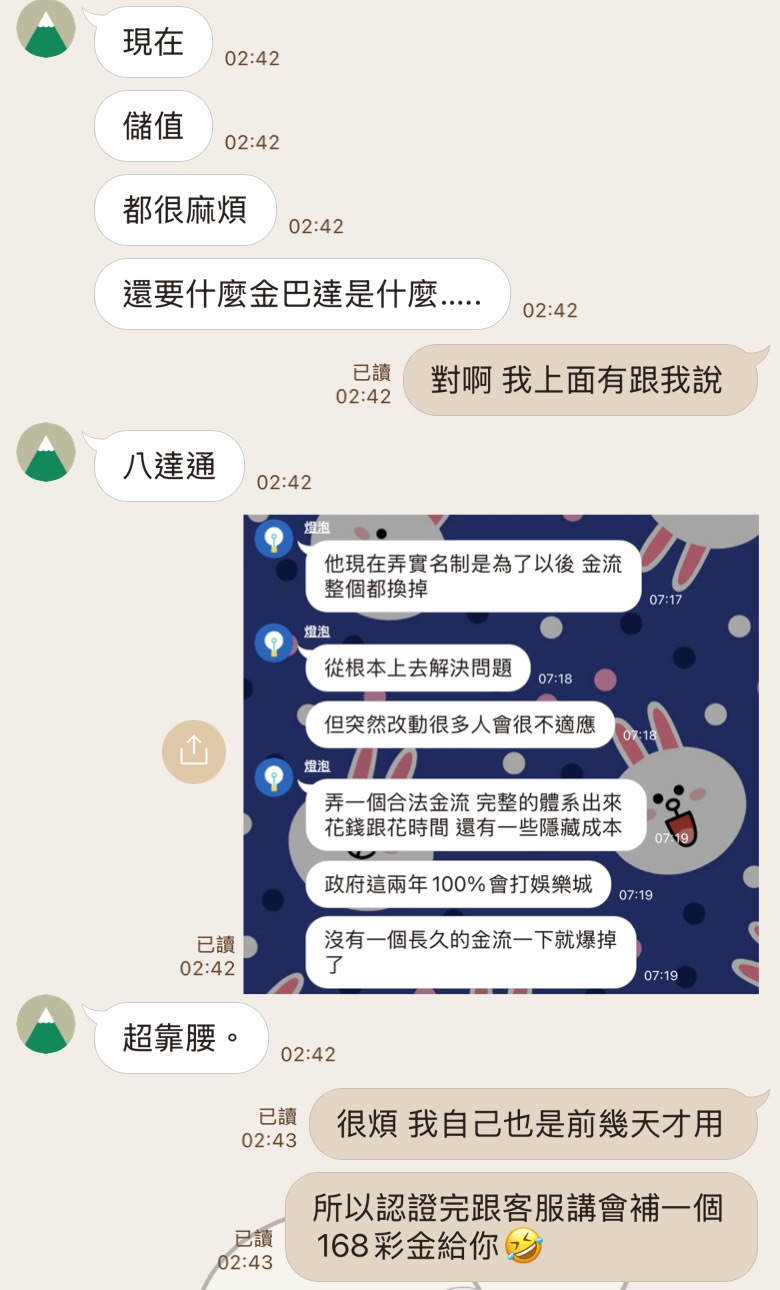 現在
02:42
儲值
02:42
都很麻煩
02:42
還要什麼金巴達是什麼.....
02:42
已讀
02:42
對啊 我上面有跟我說
八達通
02:42
燈泡
他現在弄實名制是為了以後 金流
整個都換掉
07:17
燈泡
從根本上去解決問題
07:18
但突然改動很多人會很不適應
07:18
燈泡
弄一個合法金流 完整的體系出來
花錢跟花時間 還有一些隱藏成本
07:19
政府這兩年100%會打娛樂城
07:19
沒有一個長久的金流一下就爆掉
了
07:19
已讀
02:42
超靠腰。
02:42
已讀
02:43
很煩 我自己也是前幾天才用
所以認證完跟客服講會補一個
168彩金給你🤣
已讀
02:43